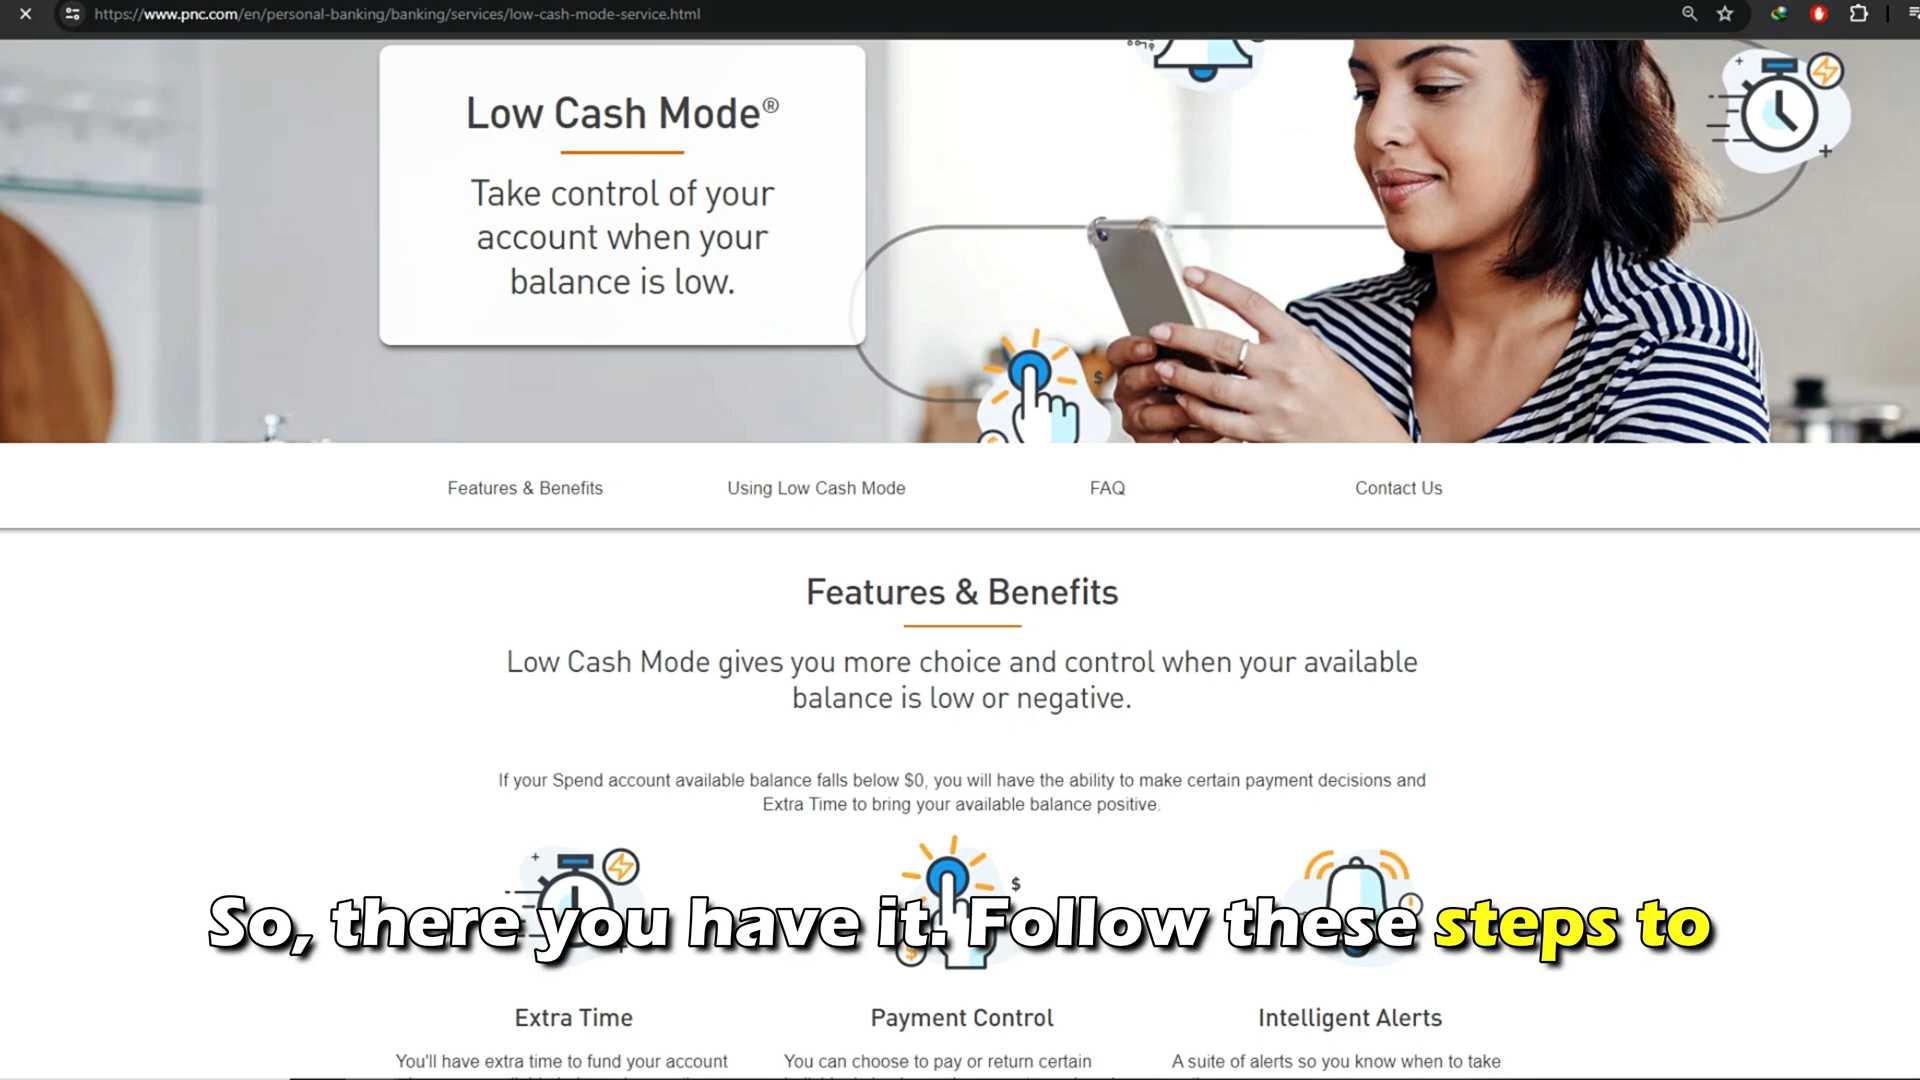 https://www.pnc.com/en/personal-banking/banking/services/low-cash-mode-service.html
Low Cash Mode®
Take control of your
account when your
balance is low.
Features & Benefits
Using Low Cash Mode
FAQ
Contact Us
Features & Benefits
Low Cash Mode gives you more choice and control when your available
balance is low or negative.
If your Spend account available balance falls below $0, you will have the ability to make certain payment decisions and
Extra Time to bring your available balance positive.
So, there you have it. Follow these steps to
Extra Time
Payment Control
Intelligent Alerts
You'll have extra time to fund your account
You can choose to pay or return certain
A suite of alerts so you know when to take